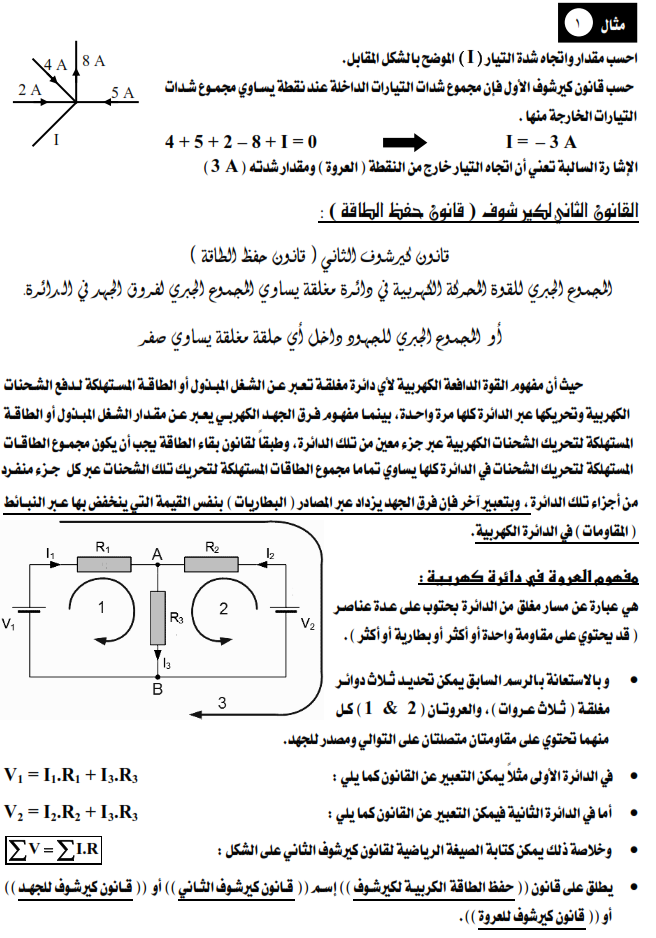 مثال ١
احسب مقدار واتجاه شدة التيار ( I ) الموضح بالشكل المقابل.
حسب قانون كيرشوف الأول فإن مجموع شدات التيارات الداخلة عند نقطة يساوي مجموع شدات
التيارات الخارجة منها .
4 A
8 A
2 A
5 A
I
4 + 5 + 2 – 8 + I = 0 I = – 3 A
الإشارة السالبة تعني أن اتجاه التيار خارج من النقطة ( العروة ) ومقدار شدته ( 3 A )
القانون الثاني لكيرشوف ( قانون حفظ الطاقة ) :
قانون كيرشوف الثاني ( قانون حفظ الطاقة )
المجموع الجبري للقوة المحركة الكهربية في دائرة مغلقة يساوي المجموع الجبري لفروق الجهد في الدائرة.
أو المجموع الجبري للجهود داخل أي حلقة مغلقة يساوي صفر
حيث أن مفهوم القوة الدافعة الكهربية لأي دائرة مغلقة تعبر عن الشغل المبذول أو الطاقة المستهلكة لدفع الشحنات
الكهربية وتحريكها عبر الدائرة كلها مرة واحدة، بينما مفهوم فرق الجهد الكهربي يعبر عن مقدار الشغل المبذول أو الطاقة
المستهلكة لتحريك الشحنات الكهربية عبر جزء معين من تلك الدائرة، وطبقاً لقانون بقاء الطاقة يجب أن يكون مجموع الطاقات
المستهلكة لتحريك الشحنات في الدائرة كلها يساوي تماما مجموع الطاقات المستهلكة لتحريك تلك الشحنات عبر كل جزء منفرد
من أجزاء تلك الدائرة ، وبتعبير آخر فإن فرق الجهد يزداد عبر المصادر ( البطاريات ) بنفس القيمة التي ينخفض بها عبر النبائط
( المقاومات ) في الدائرة الكهربية.
I1 R1 A R2 I2
V1 1 R3 2 V2
I3
B
3
مفهوم العروة في دائرة كهربية :
هي عبارة عن مسار مغلق من الدائرة يحتوب على عدة عناصر
( قد يحتوي على مقاومة واحدة أو أكثر أو بطارية أو أكثر ) .
• وبالاستعانة بالرسم السابق يمكن تحديد ثلاث دوائر
مغلقة ( ثلاث عروات ) ، والعروتان ( 1 & 2 ) كل
منهما تحتوي على مقاومتان متصلتان على التوالي ومصدر للجهد.
• في الدائرة الأولى مثلاً يمكن التعبير عن القانون كما يلي : V1 = I1.R1 + I3.R3
• أما في الدائرة الثانية فيمكن التعبير عن القانون كما يلي : V2 = I2.R2 + I3.R3
• وخلاصة ذلك يمكن كتابة الصيغة الرياضية لقانون كيرشوف الثاني على الشكل : ∑V = ∑I.R
• يطلق على قانون (( حفظ الطاقة الكربية لكيرشوف )) إسم (( قانون كيرشوف الثاني )) أو (( قانون كيرشوف للجهد ))
أو (( قانون كيرشوف للعروة )).